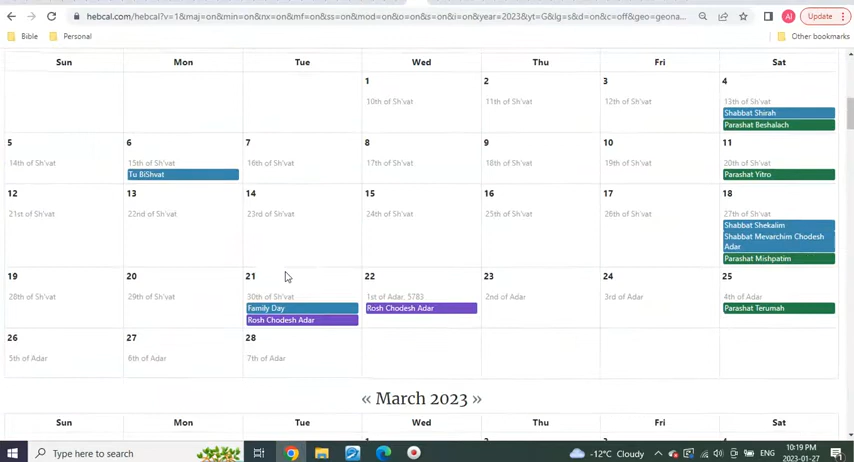 hebcal.com/hebcal?v=1&maj=on&min=on&nx=on&mf=on&ss=on&mod=on&o=on&s=on&i=on&year=2023&yt=G&lg=s&d=on&c=off&geo=geona...
Update
Bible Personal Other bookmarks
Sun Mon Tue Wed Thu Fri Sat
1 2 3 4
10th of Sh'vat 11th of Sh'vat 12th of Sh'vat 13th of Sh'vat
Shabbat Shirah
Parashat Beshalach
5 6 7 8 9 10 11
14th of Sh'vat 15th of Sh'vat 16th of Sh'vat 17th of Sh'vat 18th of Sh'vat 19th of Sh'vat 20th of Sh'vat
Tu BiShvat Parashat Yitro
12 13 14 15 16 17 18
21st of Sh'vat 22nd of Sh'vat 23rd of Sh'vat 24th of Sh'vat 25th of Sh'vat 26th of Sh'vat 27th of Sh'vat
Shabbat Shekalim
Shabbat Mevarchim Chodesh
Adar
Parashat Mishpatim
19 20 21 22 23 24 25
28th of Sh'vat 29th of Sh'vat 30th of Sh'vat 1st of Adar, 5783 2nd of Adar 3rd of Adar 4th of Adar
Family Day Rosh Chodesh Adar Parashat Terumah
Rosh Chodesh Adar
26 27 28
5th of Adar 6th of Adar 7th of Adar
« March 2023 »
Sun Mon Tue Wed Thu Fri Sat
Type here to search
-12°C Cloudy
ENG
10:19 PM
2023-01-27